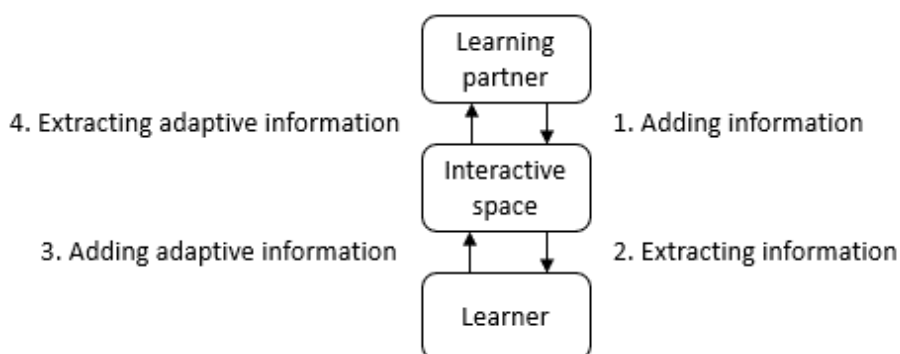 Learning
partner
4. Extracting adaptive information
1. Adding information
Interactive
space
3. Adding adaptive information
2. Extracting information
Learner